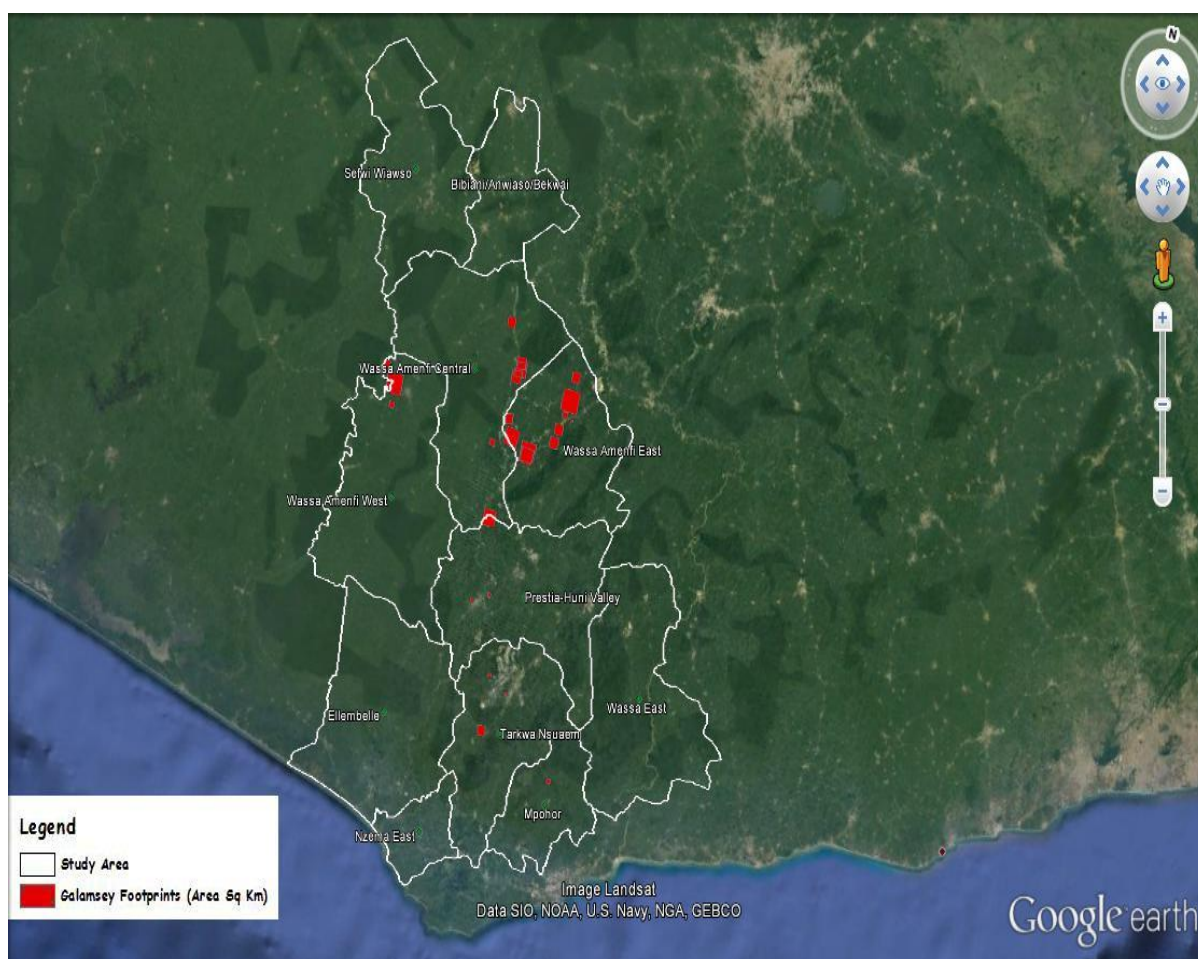 N
Sefwi Wiawso
Bibiani/Anwiaso/Bekwai
Wassa Amenfi Central
Wassa Amenfi East
Wassa Amenfi West
Prestia-Huni Valley
Wassa East
Ellembelle
Tarkwa Nsuaem
Mpohor
Nzema East
Legend
Study Area
Galamsey Footprints (Area Sq Km)
Image Landsat
Data SIO, NOAA, U.S. Navy, NGA, GEBCO
Google earth